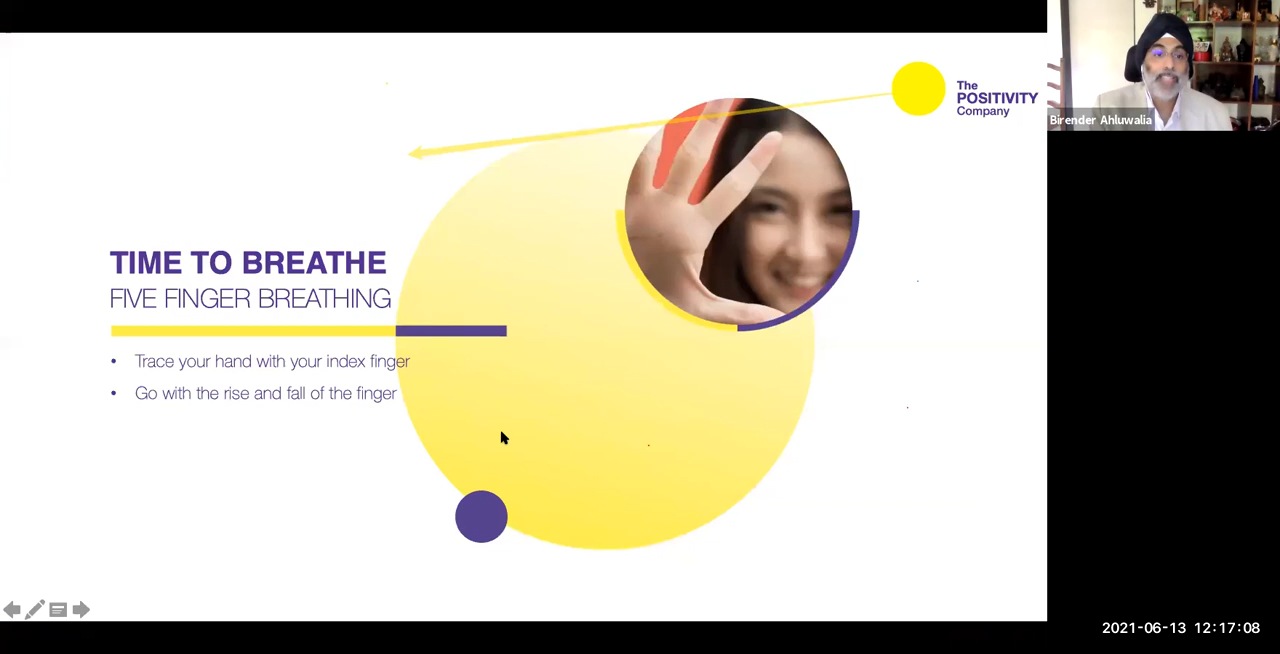 The
POSITIVITY
Company
Birender Ahluwalia
TIME TO BREATHE
FIVE FINGER BREATHING
• Trace your hand with your index finger
• Go with the rise and fall of the finger
2021-06-13 12:17:08